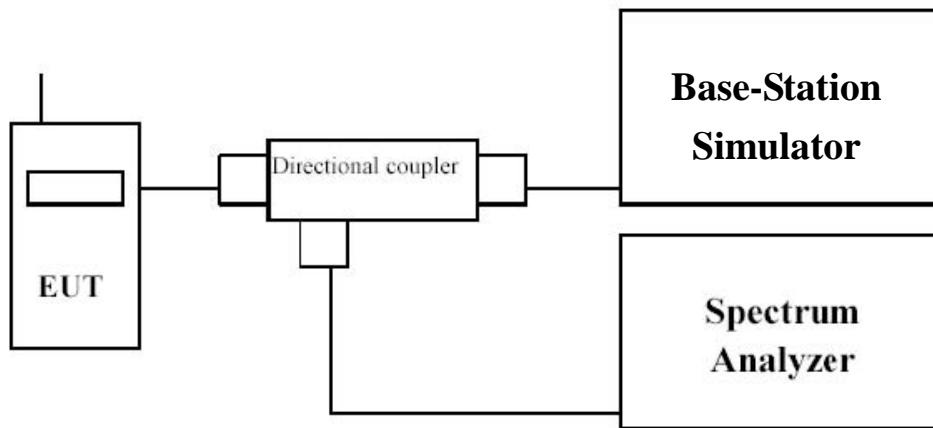 Base-Station
Simulator
Directional coupler
EUT
Spectrum
Analyzer